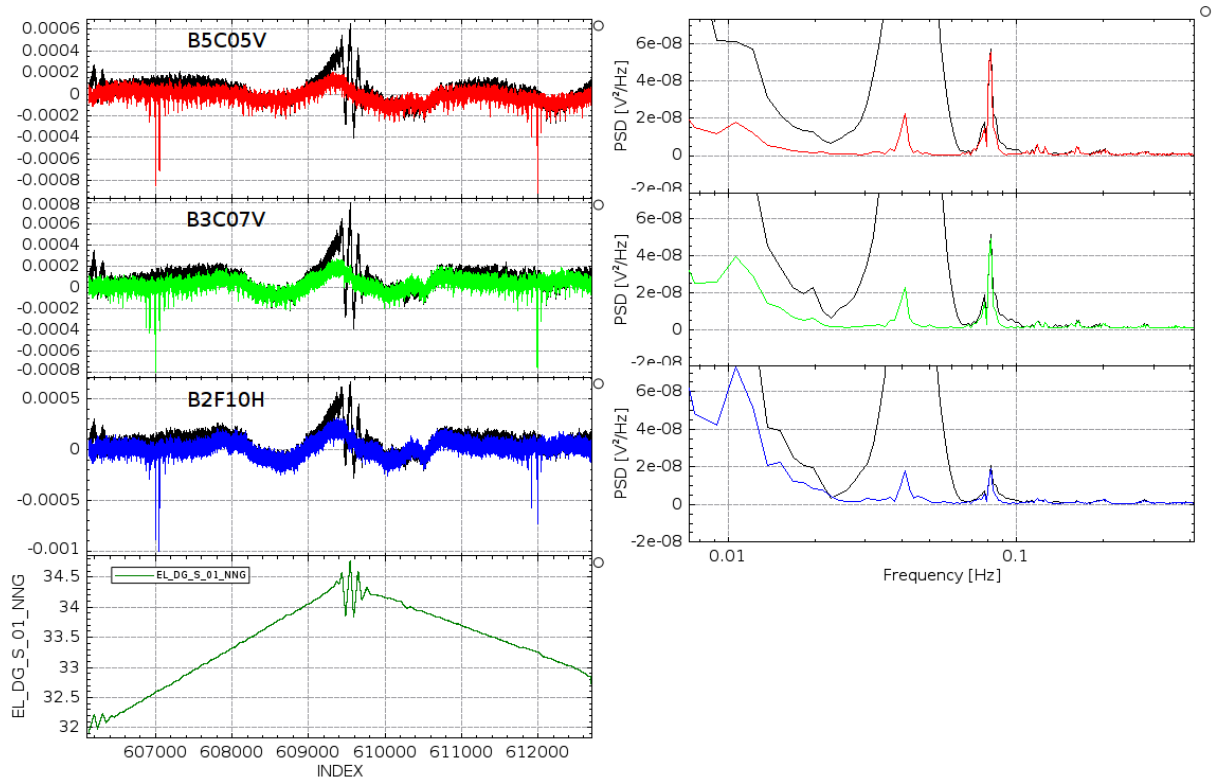 B5C05V
0.0006
0.0004
0.0002
0
-0.0002
-0.0004
-0.0006
-0.0008
B3C07V
0.0008
0.0006
0.0004
0.0002
0
-0.0002
-0.0004
-0.0006
-0.0008
B2F10H
0.0005
0
-0.0005
-0.001
EL_DG_S_01_NNG
34.5
34
33.5
33
32.5
32
EL_DG_S_01_NNG
607000 608000 609000 610000 611000 612000
INDEX
6e-08
4e-08
2e-08
0
-2e-08
PSD [V²/Hz]
6e-08
4e-08
2e-08
0
-2e-08
PSD [V²/Hz]
6e-08
4e-08
2e-08
0
-2e-08
PSD [V²/Hz]
0.01 0.1
Frequency [Hz]